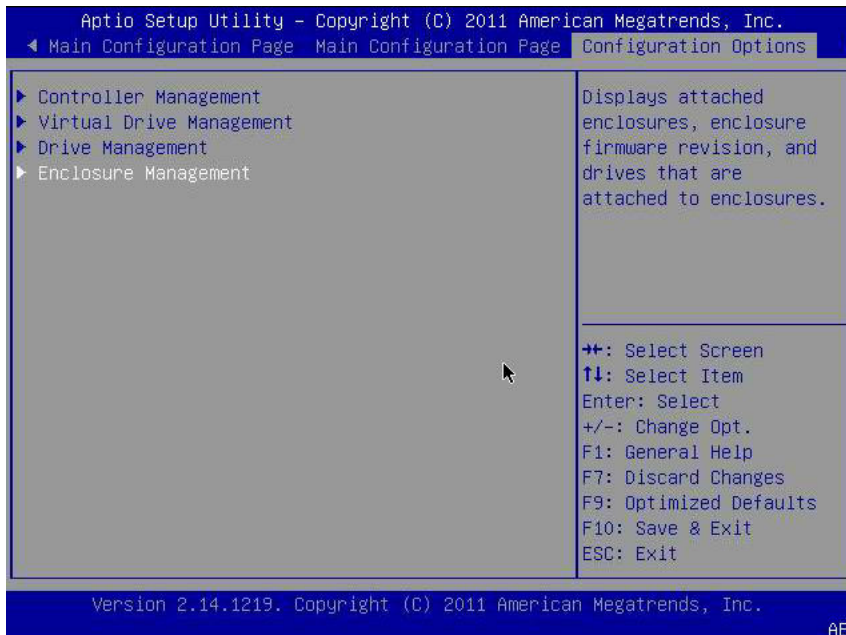 Aptio Setup Utility – Copyright (C) 2011 American Megatrends, Inc.
Main Configuration Page Main Configuration Page Configuration Options
Controller Management
Virtual Drive Management
Drive Management
Enclosure Management
Displays attached
enclosures, enclosure
firmware revision, and
drives that are
attached to enclosures.
→←: Select Screen
↑↓: Select Item
Enter: Select
+/-: Change Opt.
F1: General Help
F7: Discard Changes
F9: Optimized Defaults
F10: Save & Exit
ESC: Exit
Version 2.14.1219. Copyright (C) 2011 American Megatrends, Inc.